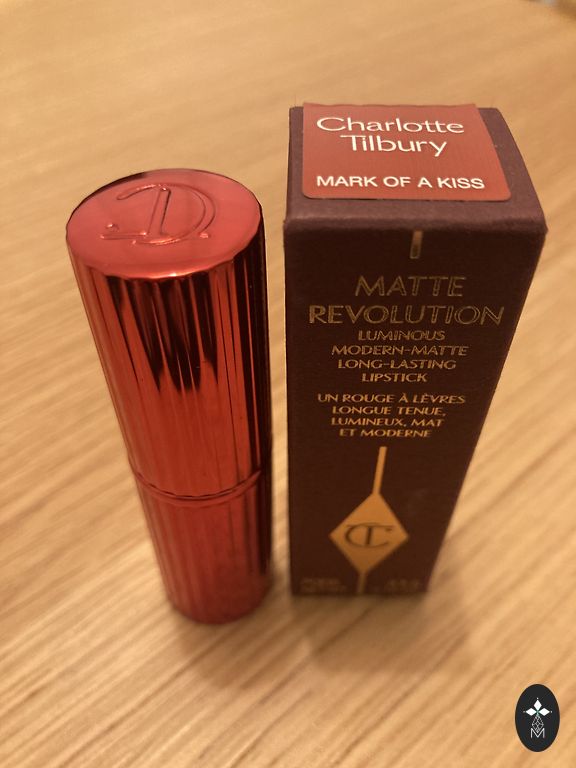 Charlotte
Tilbury
MARK OF A KISS
MATTE
REVOLUTION
LUMINOUS
MODERN-MATTE
LONG-LASTING
LIPSTICK
UN ROUGE À LÈVRES
LONGUE TENUE,
LUMINEUX, MAT
ET MODERNE
CT
M